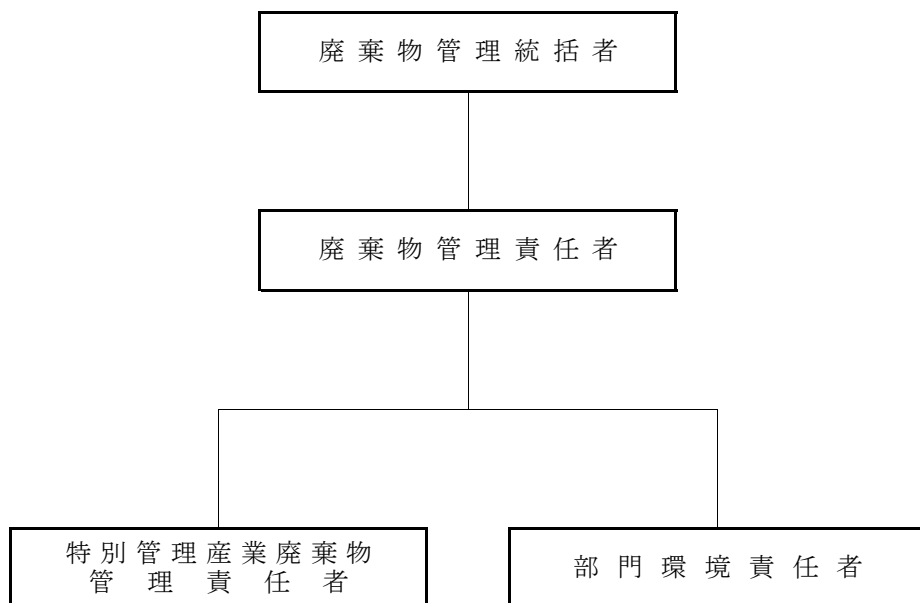 廃棄物管理統括者
廃棄物管理責任者
特別管理産業廃棄物
管理責任者
部門環境責任者